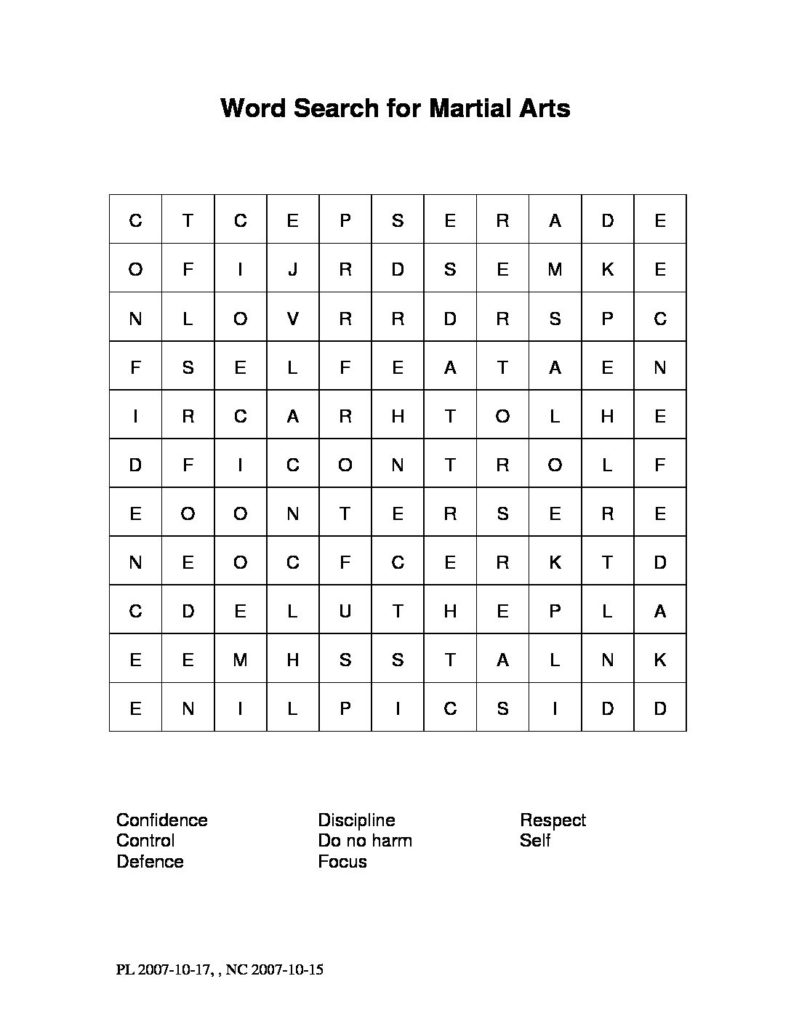 Word Search for Martial Arts
C T C E P S E R A D E
O F I J R D S E M K E
N L O V R R D R S P C
F S E L F E A T A E N
I R C A R H T O L H E
D F I C O N T R O L F
E O O N T E R S E R E
N E O C F C E R K T D
C D E L U T H E P L A
E E M H S S T A L N K
E N I L P I C S I D D
Confidence Discipline Respect
Control Do no harm Self
Defence Focus
PL 2007-10-17, , NC 2007-10-15